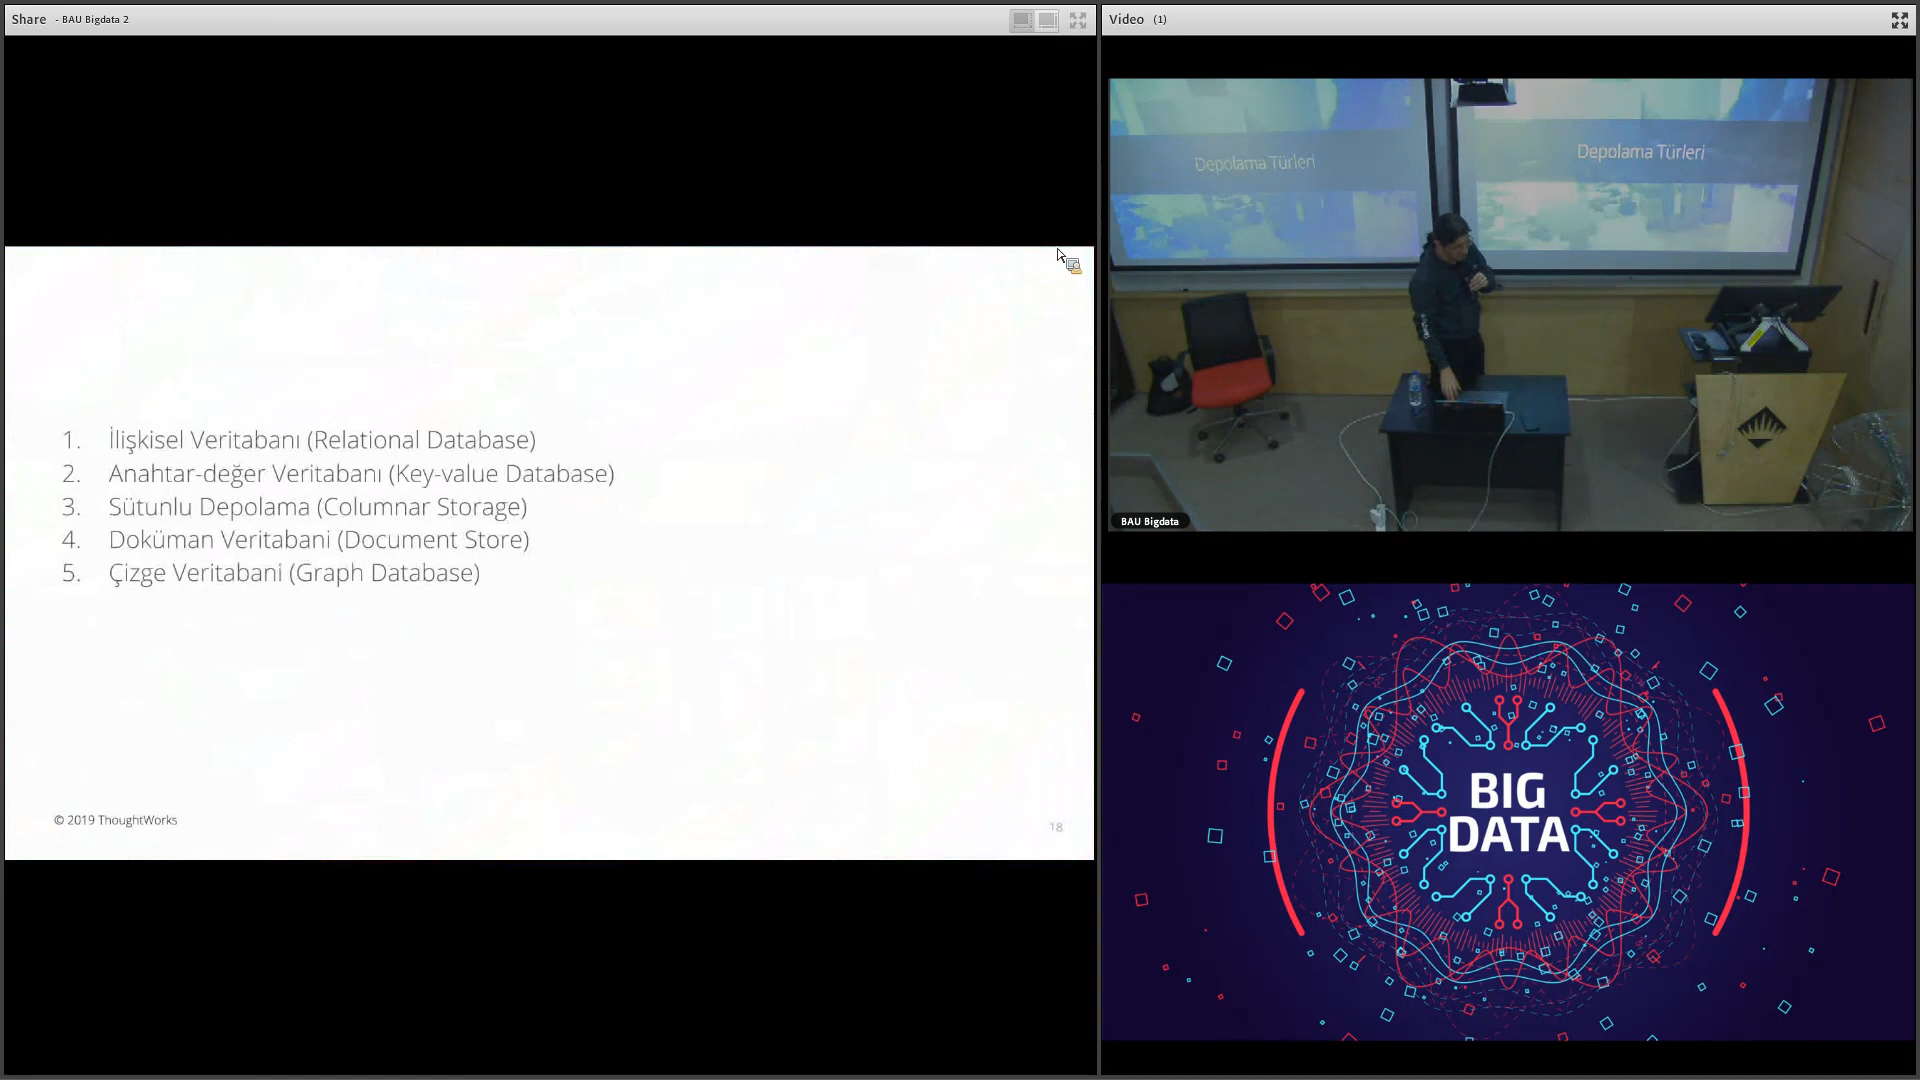 Share - BAU Bigdata 2
1. İlişkisel Veritabanı (Relational Database)
2. Anahtar-değer Veritabanı (Key-value Database)
3. Sütunlu Depolama (Columnar Storage)
4. Doküman Veritabani (Document Store)
5. Çizge Veritabani (Graph Database)
© 2019 ThoughtWorks
18
Video (1)
Depolama Türleri
Depolama Türleri
BAU Bigdata
BIG
DATA